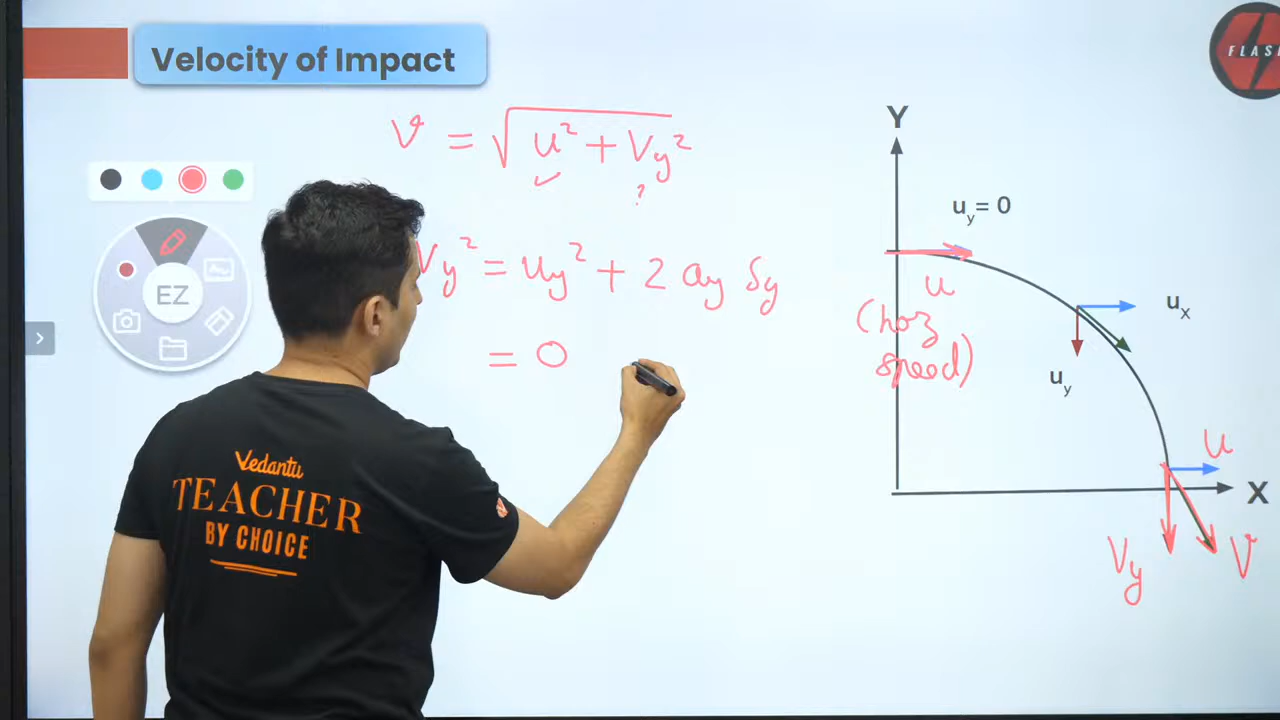 Velocity of Impact
FLASH
v = √u² + Vy²
?
Vy² = uy² + 2 ay Sy
= 0
EZ
Vedantu
TEACHER
BY CHOICE
Y
uy = 0
u
(hoz
speed)
ux
uy
u
X
Vy
V